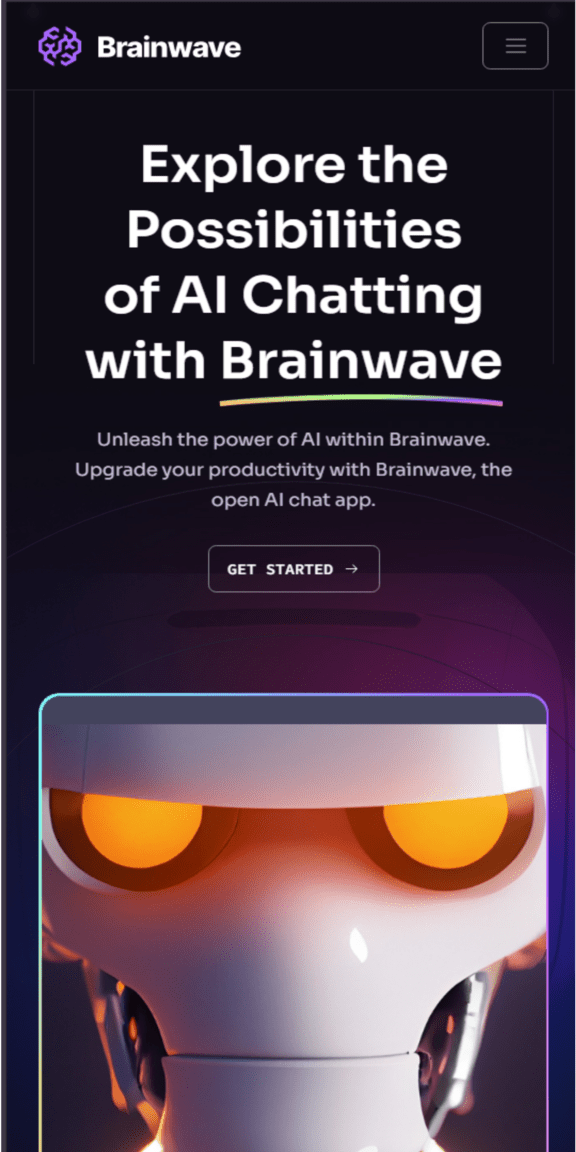 Brainwave
Explore the
Possibilities
of AI Chatting
with Brainwave
Unleash the power of AI within Brainwave.
Upgrade your productivity with Brainwave, the
open AI chat app.
GET STARTED →